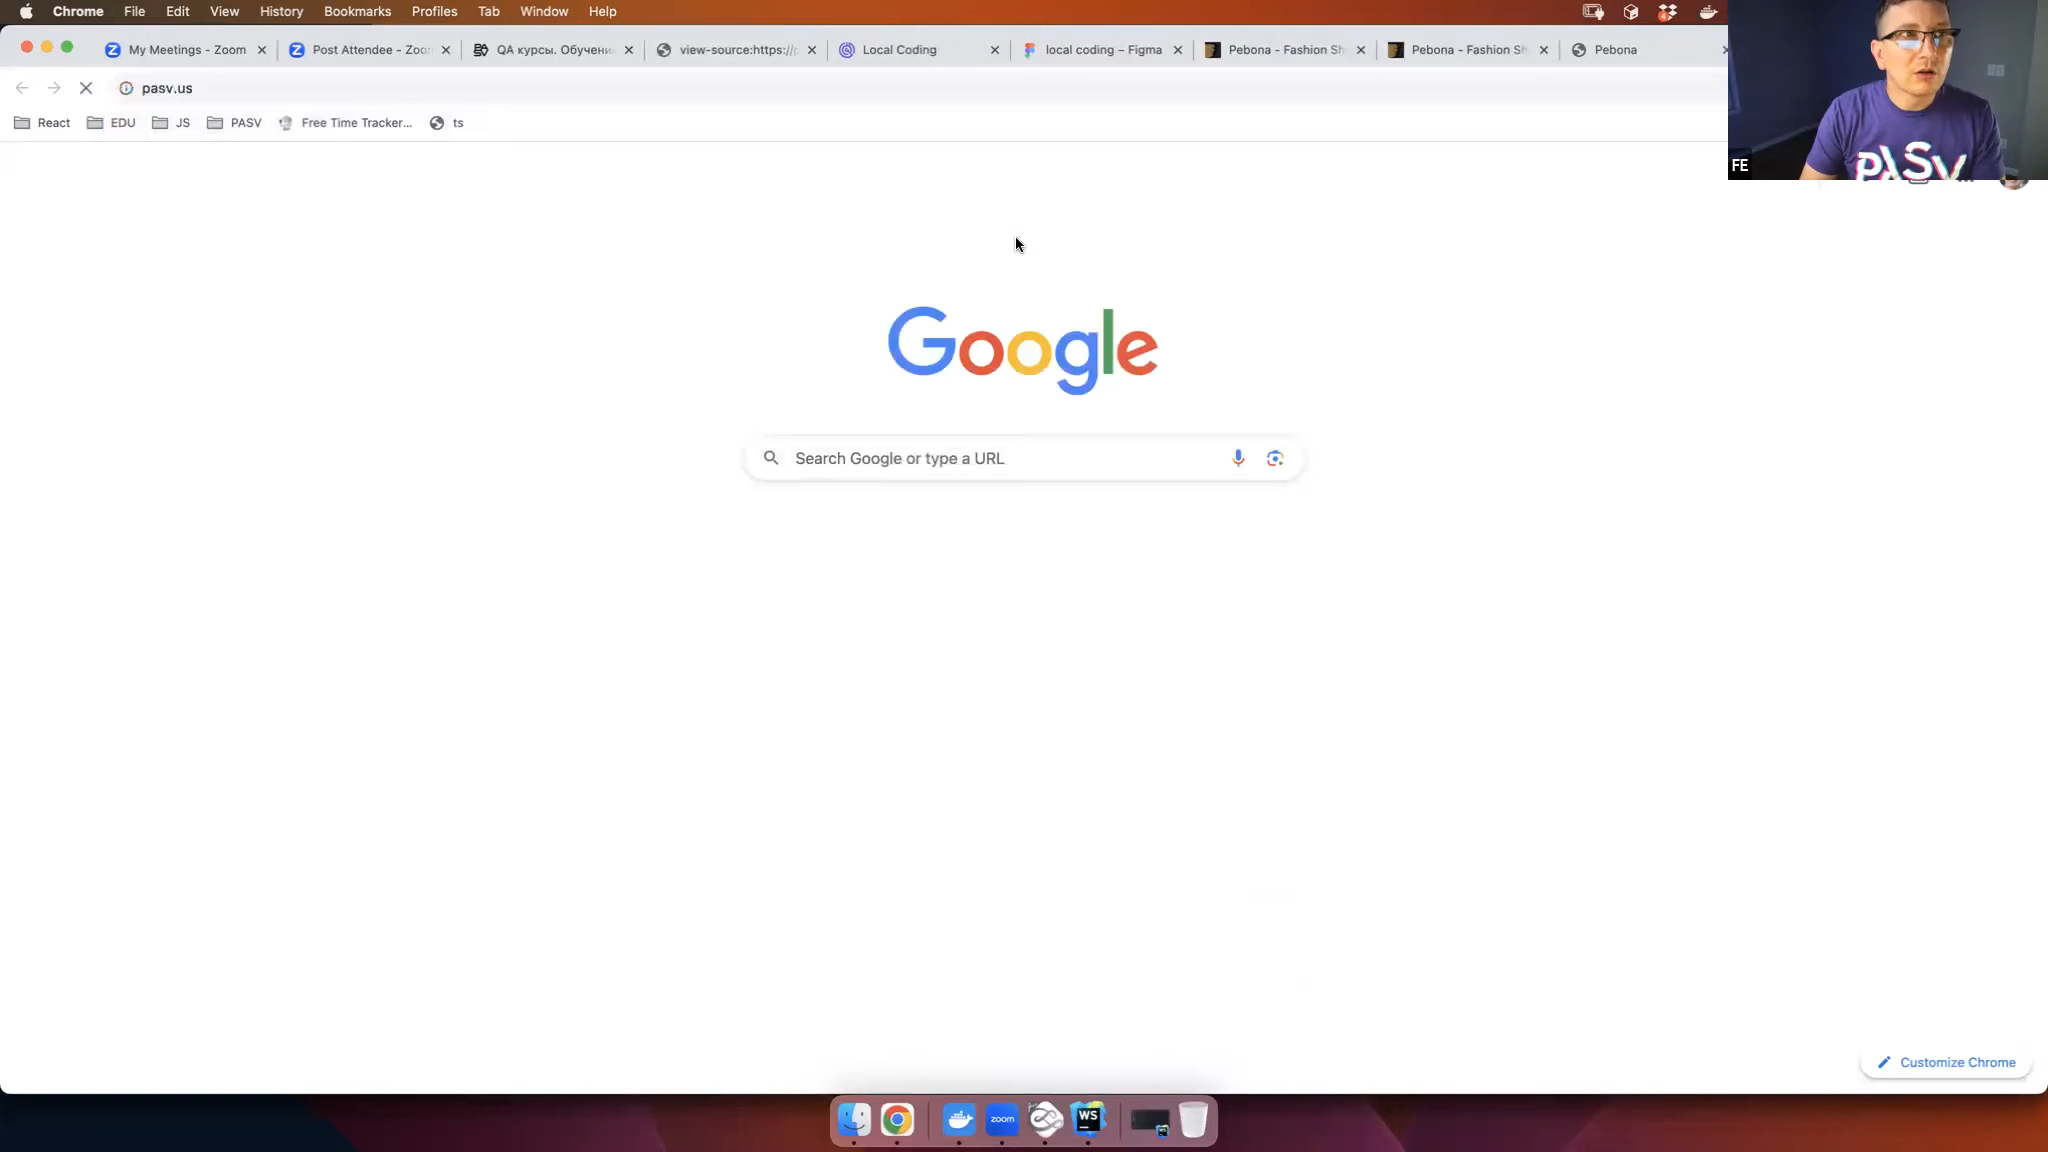 Chrome File Edit View History Bookmarks Profiles Tab Window Help
My Meetings - Zoom Post Attendee - Zoo QA курсы. Обучени view-source:https:// Local Coding local coding – Figma Pebona - Fashion Sh Pebona - Fashion Sh Pebona
pasv.us
React EDU JS PASV Free Time Tracker... ts
PASV
FE
Google
Search Google or type a URL
Customize Chrome
zoom WS